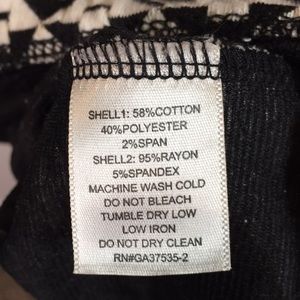 SHELL1: 58%COTTON
40%POLYESTER
2%SPAN
SHELL2: 95%RAYON
5%SPANDEX
MACHINE WASH COLD
DO NOT BLEACH
TUMBLE DRY LOW
LOW IRON
DO NOT DRY CLEAN
RN#GA37535-2